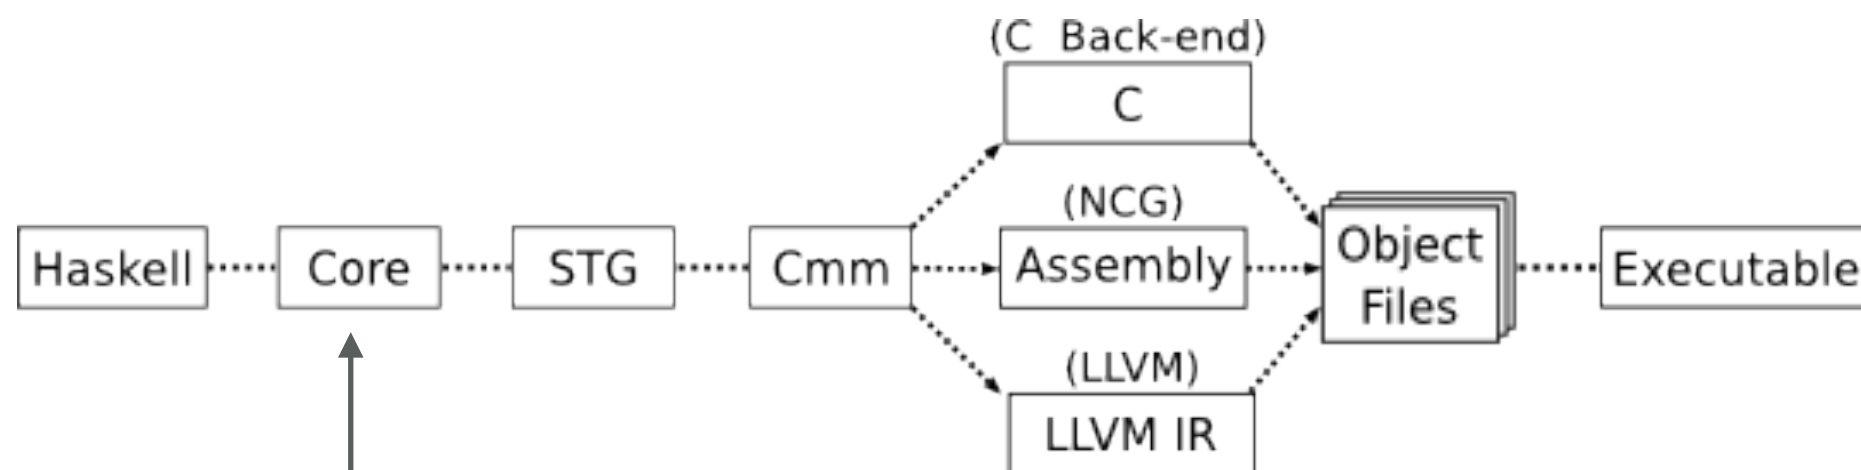 Haskell
Core
STG
Cmm
(C Back-end)
C
(NCG)
Assembly
(LLVM)
LLVM IR
Object
Files
Executable